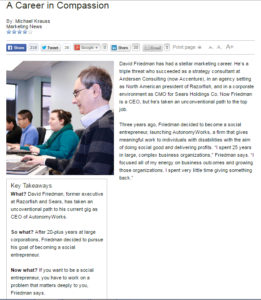 A Career in Compassion
By: Michael Krauss
Marketing News
Share 218 Tweet 16 Google + 0 Share 20 Email 0 Print page A A A+
David Friedman has had a stellar marketing career. He's a
triple threat who succeeded as a strategy consultant at
Andersen Consulting (now Accenture), in an agency setting
as North American president of Razorfish, and in a corporate
environment as CMO for Sears Holdings Co. Now Friedman
is a CEO, but he's taken an unconventional path to the top
job.
Three years ago, Friedman decided to become a social
entrepreneur, launching AutonomyWorks, a firm that gives
meaningful work to individuals with disabilities with the aim
of doing social good and delivering profits. "I spent 25 years
in large, complex business organizations," Friedman says. "I
focused all of my energy on business outcomes and growing
those organizations. I spent very little time giving something
back."
Key Takeaways
What? David Friedman, former executive
at Razorfish and Sears, has taken an
unconventional path to his current gig as
CEO of AutonomyWorks.
So what? After 25-plus years at large
corporations, Friedman decided to pursue
his goal of becoming a social
entrepreneur.
Now what? If you want to be a social
entrepreneur, you have to work on a
problem that matters deeply to you,
Friedman says.